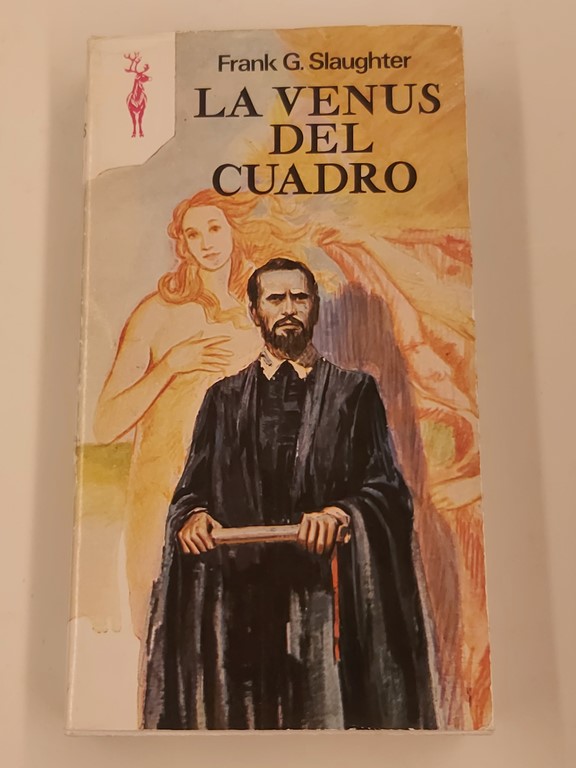 Frank G. Slaughter
LA VENUS
DEL
CUADRO